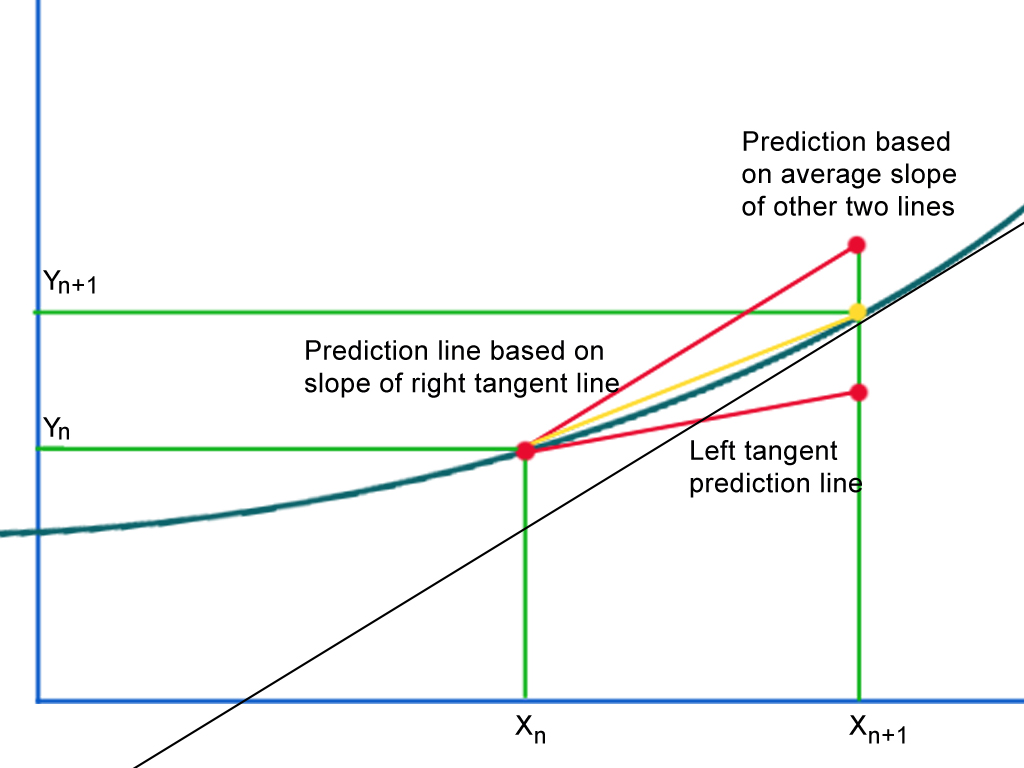 Prediction based
on average slope
of other two lines
Yn+1
Prediction line based on
slope of right tangent line
Yn
Left tangent
prediction line
Xn
Xn+1